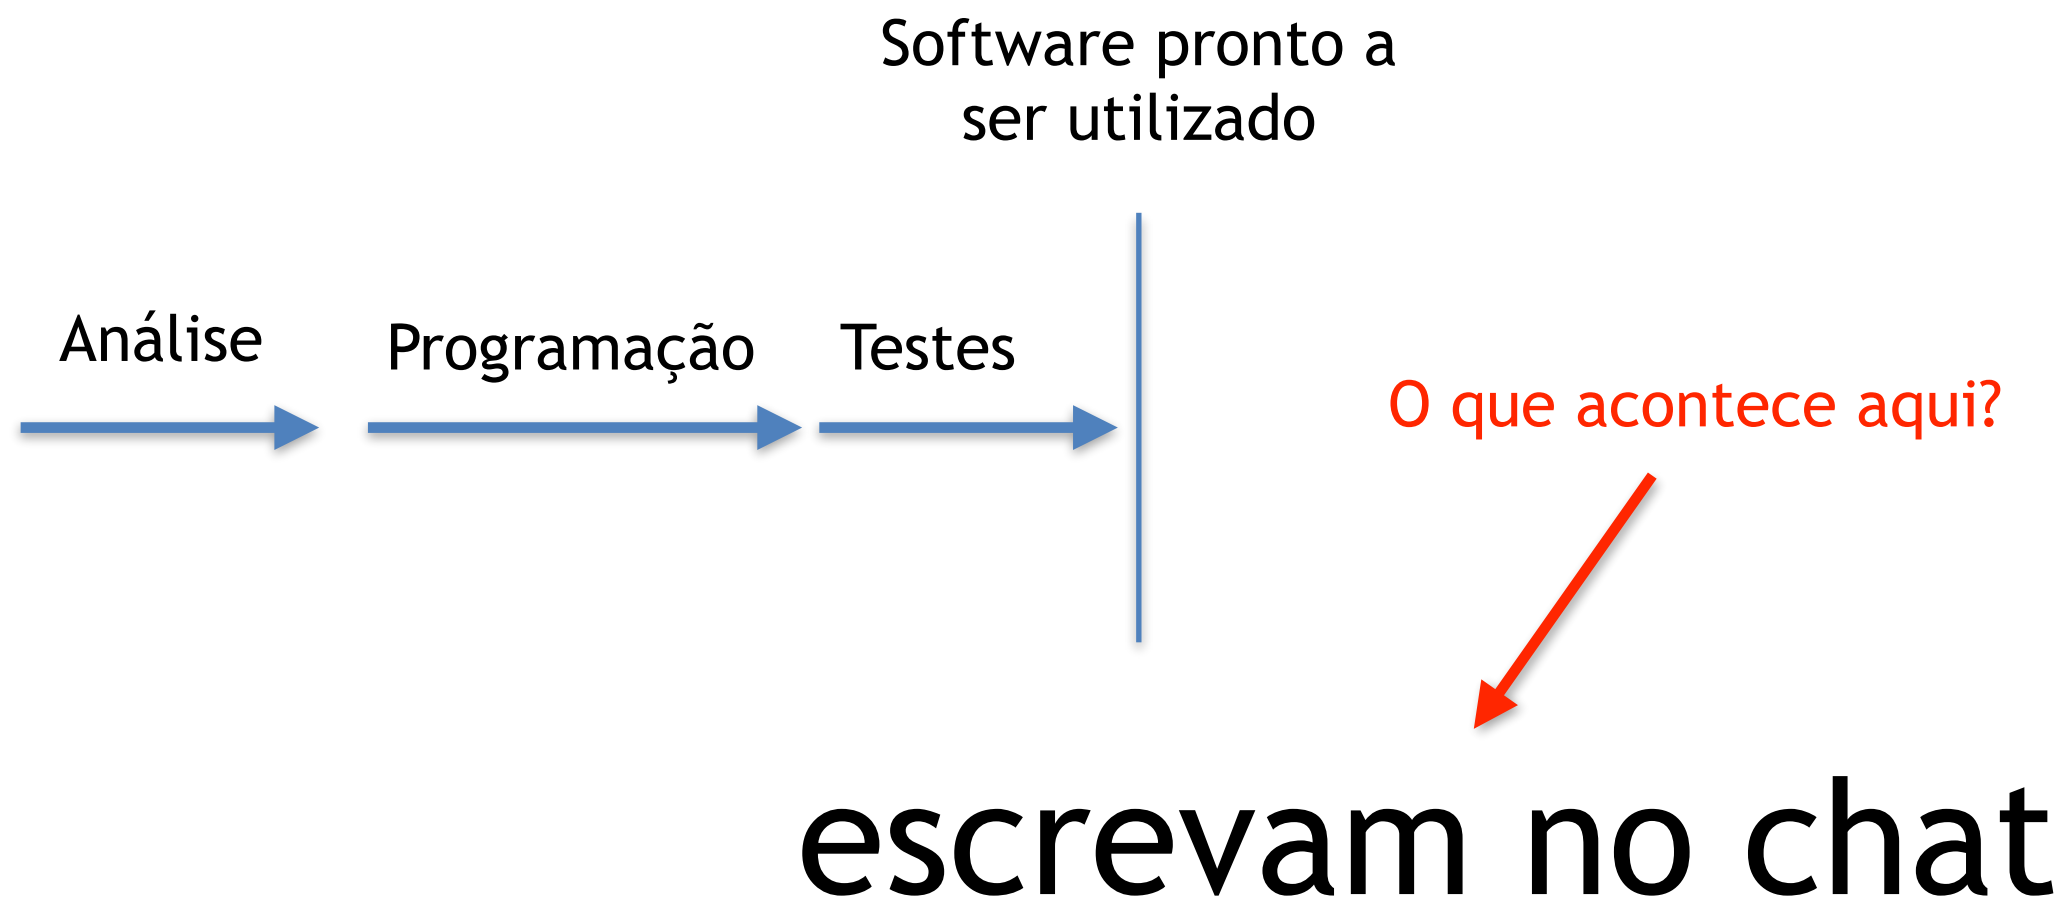 Software pronto a
ser utilizado
Análise
Programação
Testes
O que acontece aqui?
escrevam no chat